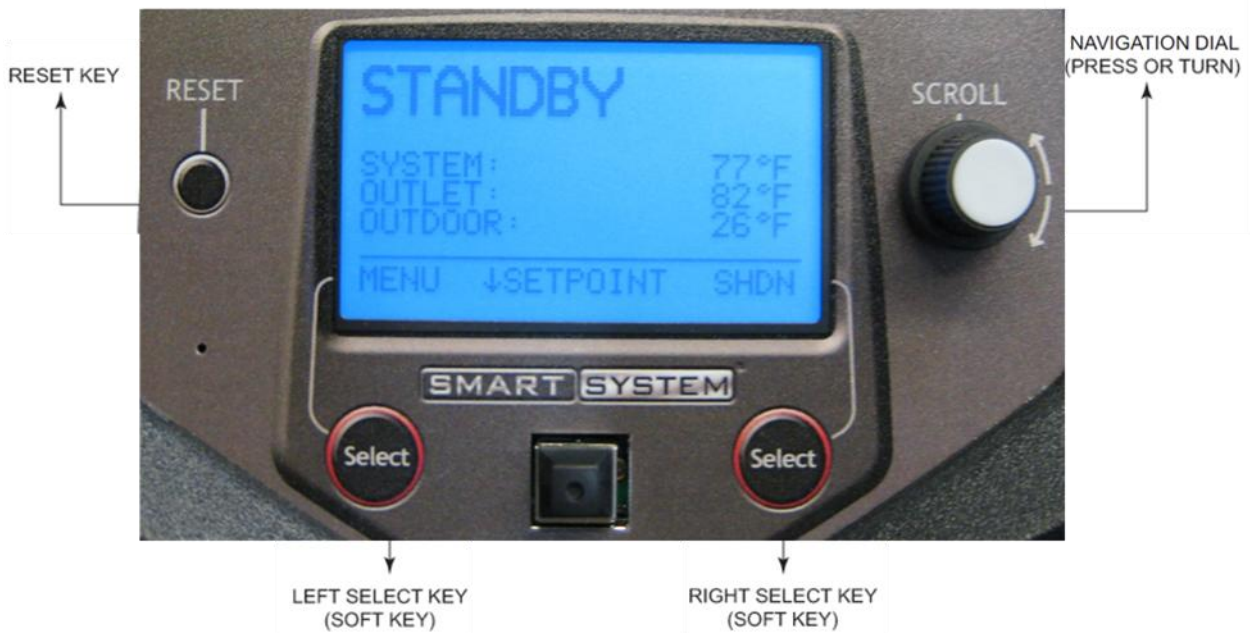 RESET KEY
NAVIGATION DIAL
(PRESS OR TURN)
RESET
SCROLL
STANDBY
SYSTEM: 77°F
OUTLET: 82°F
OUTDOOR: 26°F
MENU ↓SETPOINT SHDN
SMART SYSTEM
Select
Select
LEFT SELECT KEY
(SOFT KEY)
RIGHT SELECT KEY
(SOFT KEY)